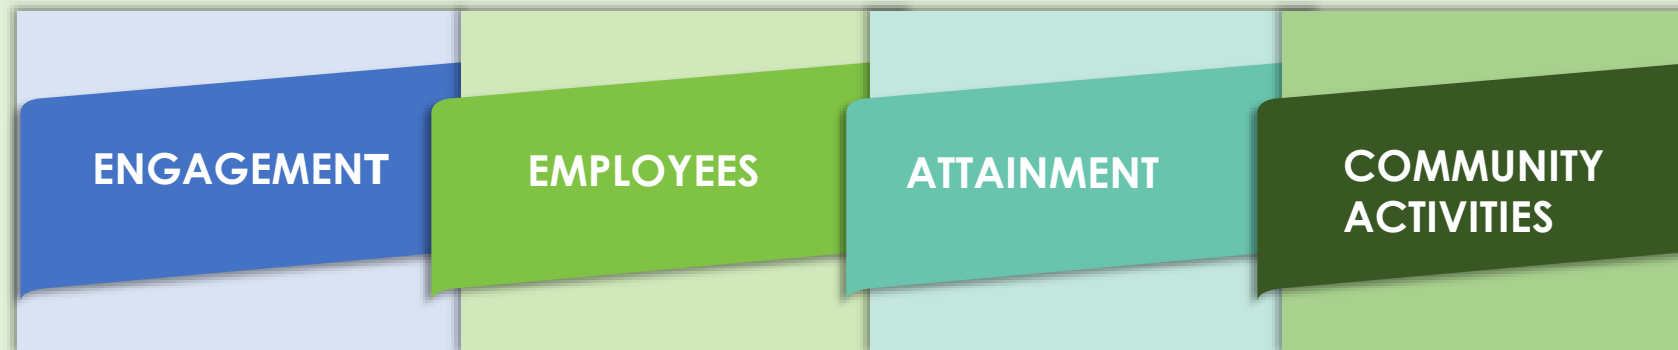 ENGAGEMENT
EMPLOYEES
ATTAINMENT
COMMUNITY
ACTIVITIES